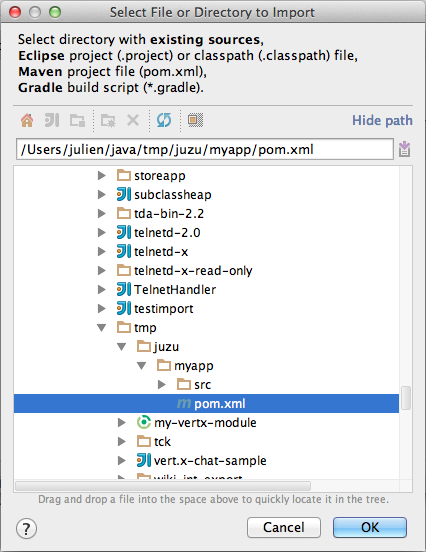 Select File or Directory to Import
Select directory with existing sources,
Eclipse project (.project) or classpath (.classpath) file,
Maven project file (pom.xml),
Gradle build script (*.gradle).
Hide path
/Users/julien/java/tmp/juzu/myapp/pom.xml
storeapp
subclassheap
tda-bin-2.2
telnetd-2.0
telnetd-x
telnetd-x-read-only
TelnetHandler
testimport
tmp
juzu
myapp
src
m pom.xml
my-vertx-module
tck
vert.x-chat-sample
wiki_int_export
Drag and drop a file into the space above to quickly locate it in the tree.
?
Cancel
OK